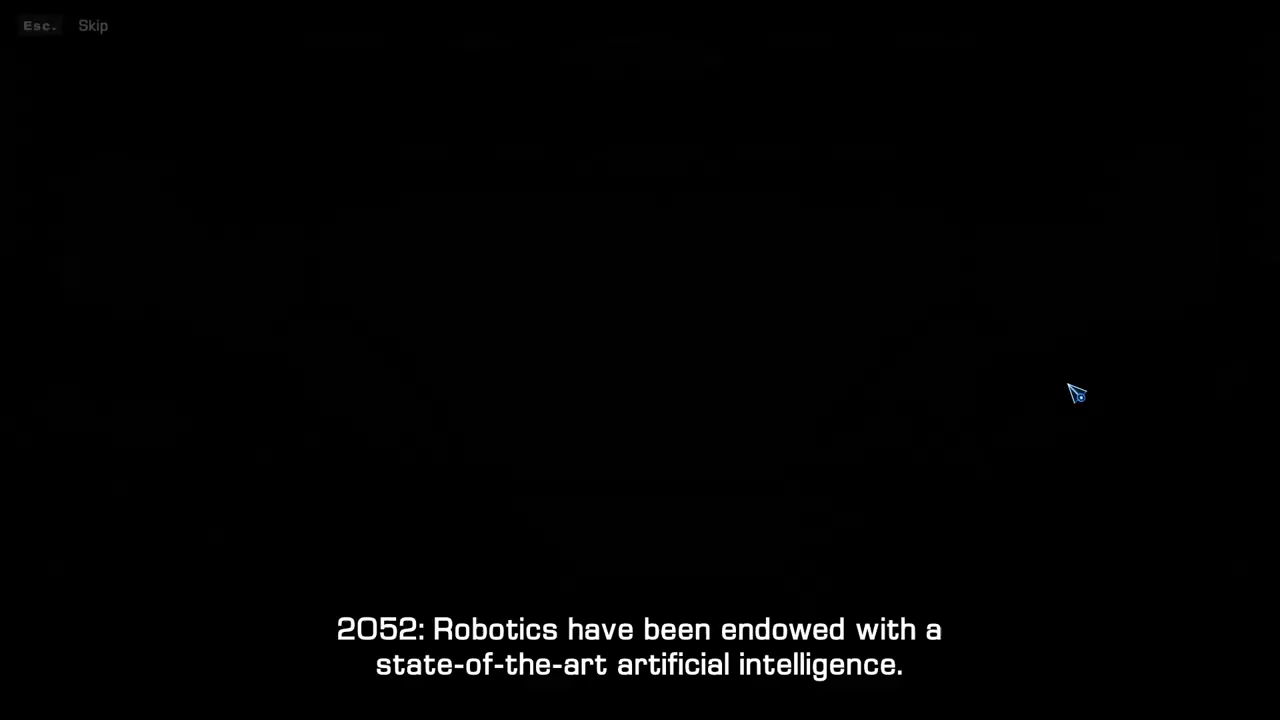 Esc. Skip
2052: Robotics have been endowed with a
state-of-the-art artificial intelligence.